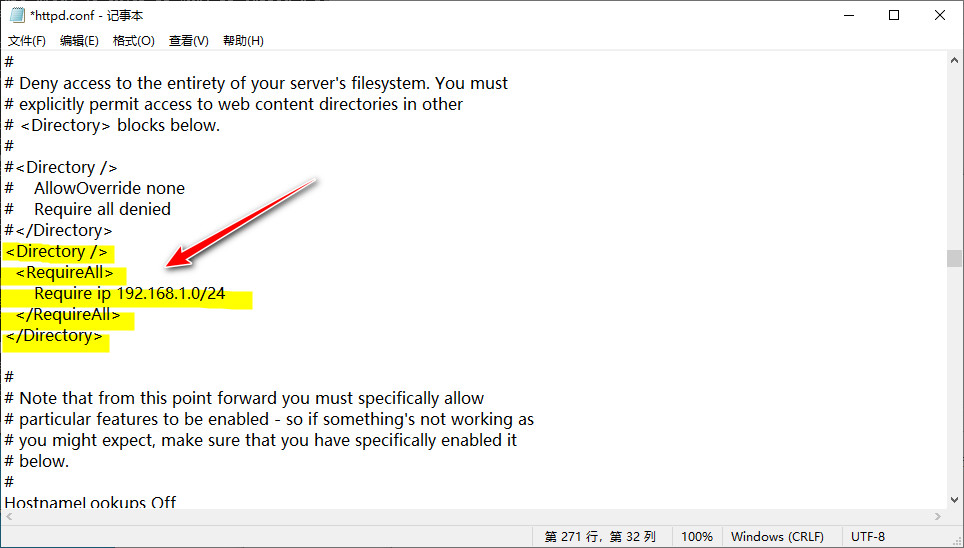 *httpd.conf - 记事本
文件(F) 编辑(E) 格式(O) 查看(V) 帮助(H)
#
# Deny access to the entirety of your server's filesystem. You must
# explicitly permit access to web content directories in other
# <Directory> blocks below.
#
#<Directory />
#    AllowOverride none
#    Require all denied
#</Directory>
<Directory />
  <RequireAll>
      Require ip 192.168.1.0/24
  </RequireAll>
</Directory>
#
# Note that from this point forward you must specifically allow
# particular features to be enabled - so if something's not working as
# you might expect, make sure that you have specifically enabled it
# below.
#
HostnameLookups Off
第 271 行，第 32 列 100% Windows (CRLF) UTF-8